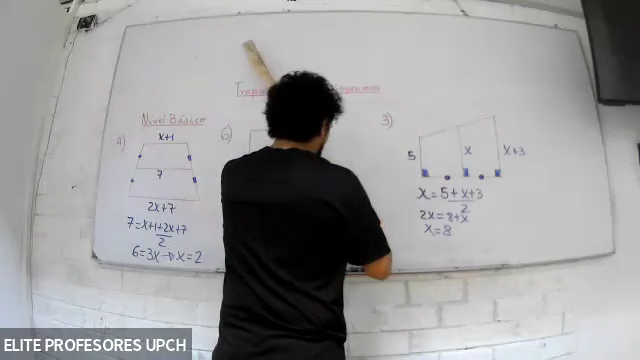 Nivel Básico
4)
x+1
7
2x+7
7=x+1+2x+7
2
6=3x→x=2
6)
3)
5
x
x+3
x=5+x+3
2
2x=8+x
x=8
ELITE PROFESORES UPCH